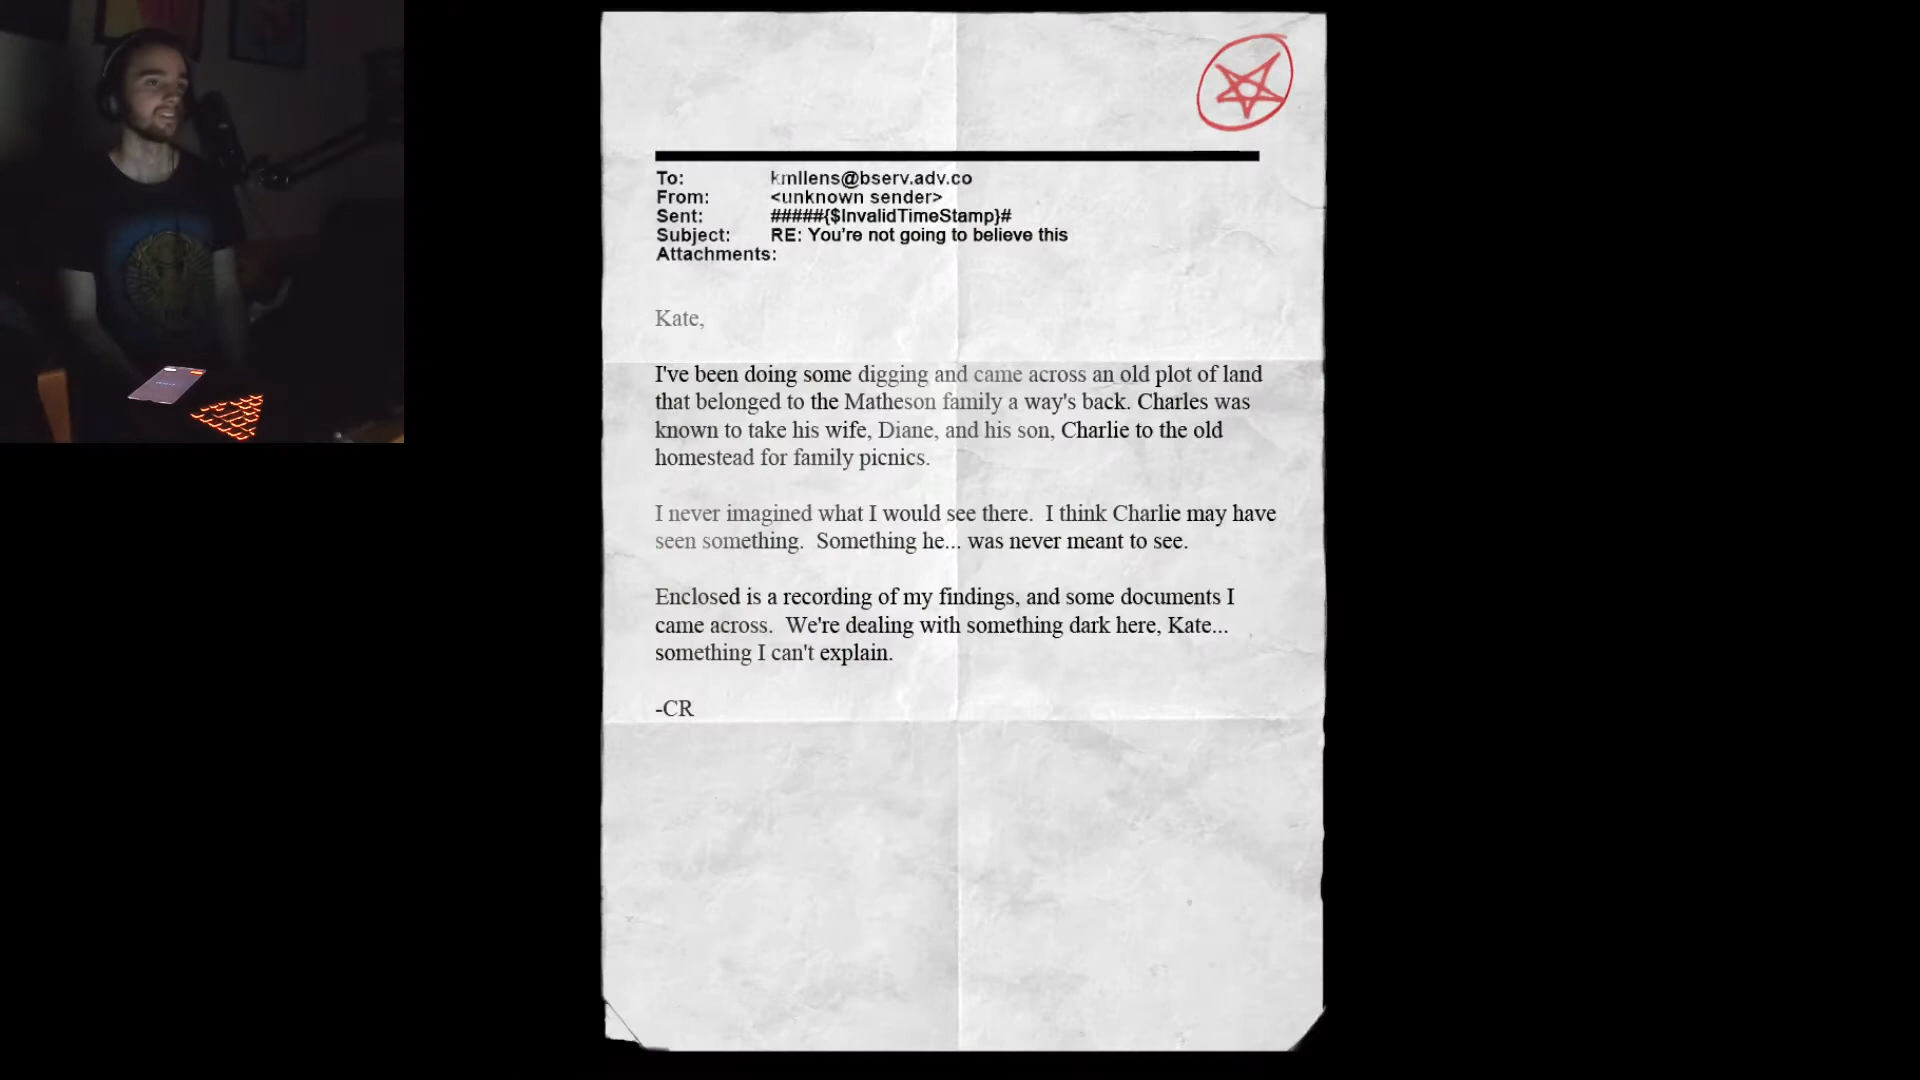 To: kmllens@bserv.adv.co
From: <unknown sender>
Sent: #####{$InvalidTimeStamp}#
Subject: RE: You're not going to believe this
Attachments:
Kate,
I've been doing some digging and came across an old plot of land
that belonged to the Matheson family a way's back. Charles was
known to take his wife, Diane, and his son, Charlie to the old
homestead for family picnics.
I never imagined what I would see there.  I think Charlie may have
seen something.  Something he... was never meant to see.
Enclosed is a recording of my findings, and some documents I
came across.  We're dealing with something dark here, Kate...
something I can't explain.
-CR